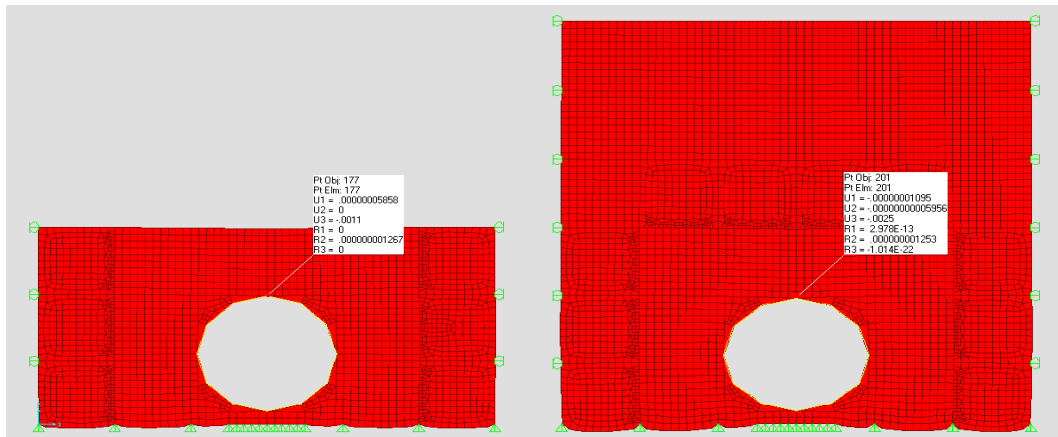 Pt Obj: 177
Pt Elm: 177
U1 = .00000005858
U2 = 0
U3 = -.0011
R1 = 0
R2 = .000000001267
R3 = 0
Pt Obj: 201
Pt Elm: 201
U1 = -.00000001095
U2 = -.00000000005956
U3 = -.0025
R1 = 2.978E-13
R2 = .000000001253
R3 = -1.014E-22